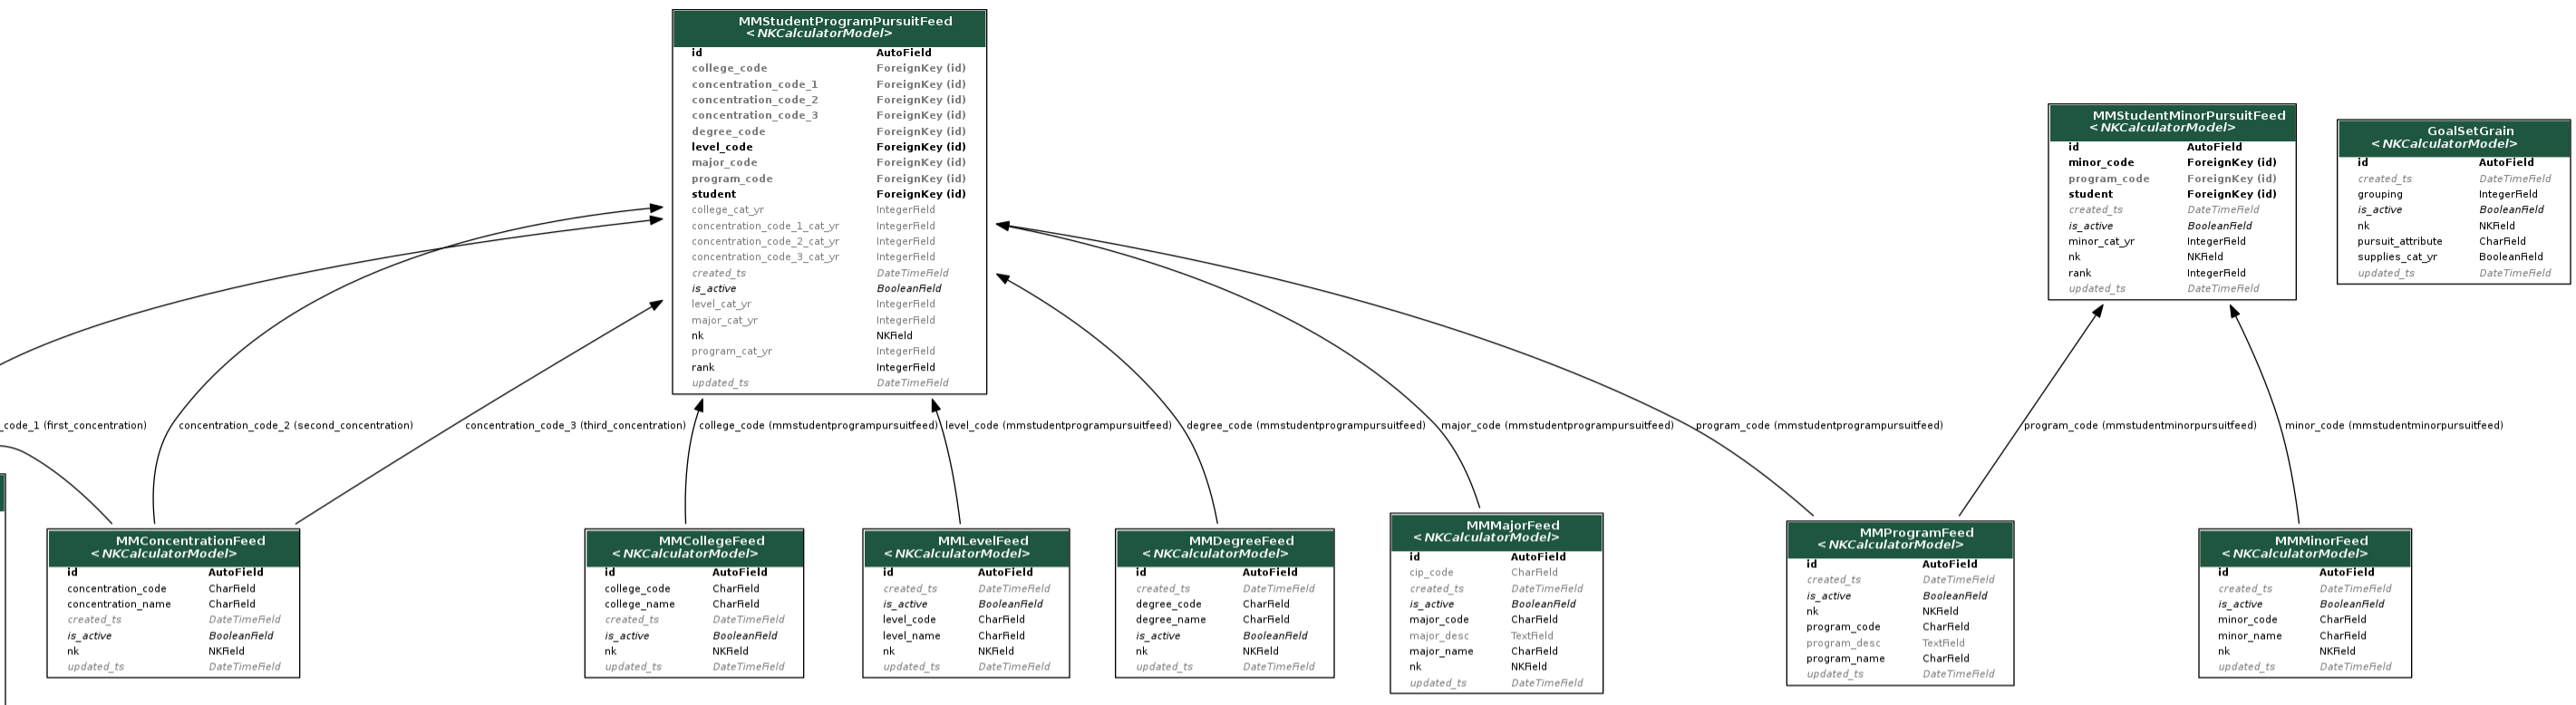 MMStudentProgramPursuitFeed
<NKCalculatorModel>
id AutoField
college_code ForeignKey (id)
concentration_code_1 ForeignKey (id)
concentration_code_2 ForeignKey (id)
concentration_code_3 ForeignKey (id)
degree_code ForeignKey (id)
level_code ForeignKey (id)
major_code ForeignKey (id)
program_code ForeignKey (id)
student ForeignKey (id)
college_cat_yr IntegerField
concentration_code_1_cat_yr IntegerField
concentration_code_2_cat_yr IntegerField
concentration_code_3_cat_yr IntegerField
created_ts DateTimeField
is_active BooleanField
level_cat_yr IntegerField
major_cat_yr IntegerField
nk NKField
program_cat_yr IntegerField
rank IntegerField
updated_ts DateTimeField
MMStudentMinorPursuitFeed
<NKCalculatorModel>
id AutoField
minor_code ForeignKey (id)
program_code ForeignKey (id)
student ForeignKey (id)
created_ts DateTimeField
is_active BooleanField
minor_cat_yr IntegerField
nk NKField
rank IntegerField
updated_ts DateTimeField
GoalSetGrain
<NKCalculatorModel>
id AutoField
created_ts DateTimeField
grouping IntegerField
is_active BooleanField
nk NKField
pursuit_attribute CharField
supplies_cat_yr BooleanField
updated_ts DateTimeField
_code_1 (first_concentration)
concentration_code_2 (second_concentration)
concentration_code_3 (third_concentration)
college_code (mmstudentprogrampursuitfeed)
level_code (mmstudentprogrampursuitfeed)
degree_code (mmstudentprogrampursuitfeed)
major_code (mmstudentprogrampursuitfeed)
program_code (mmstudentprogrampursuitfeed)
program_code (mmstudentminorpursuitfeed)
minor_code (mmstudentminorpursuitfeed)
MMConcentrationFeed
<NKCalculatorModel>
id AutoField
concentration_code CharField
concentration_name CharField
created_ts DateTimeField
is_active BooleanField
nk NKField
updated_ts DateTimeField
MMCollegeFeed
<NKCalculatorModel>
id AutoField
college_code CharField
college_name CharField
created_ts DateTimeField
is_active BooleanField
nk NKField
updated_ts DateTimeField
MMLevelFeed
<NKCalculatorModel>
id AutoField
created_ts DateTimeField
is_active BooleanField
level_code CharField
level_name CharField
nk NKField
updated_ts DateTimeField
MMDegreeFeed
<NKCalculatorModel>
id AutoField
created_ts DateTimeField
degree_code CharField
degree_name CharField
is_active BooleanField
nk NKField
updated_ts DateTimeField
MMMajorFeed
<NKCalculatorModel>
id AutoField
cip_code CharField
created_ts DateTimeField
is_active BooleanField
major_code CharField
major_desc TextField
major_name CharField
nk NKField
updated_ts DateTimeField
MMProgramFeed
<NKCalculatorModel>
id AutoField
created_ts DateTimeField
is_active BooleanField
nk NKField
program_code CharField
program_desc TextField
program_name CharField
updated_ts DateTimeField
MMMinorFeed
<NKCalculatorModel>
id AutoField
created_ts DateTimeField
is_active BooleanField
minor_code CharField
minor_name CharField
nk NKField
updated_ts DateTimeField